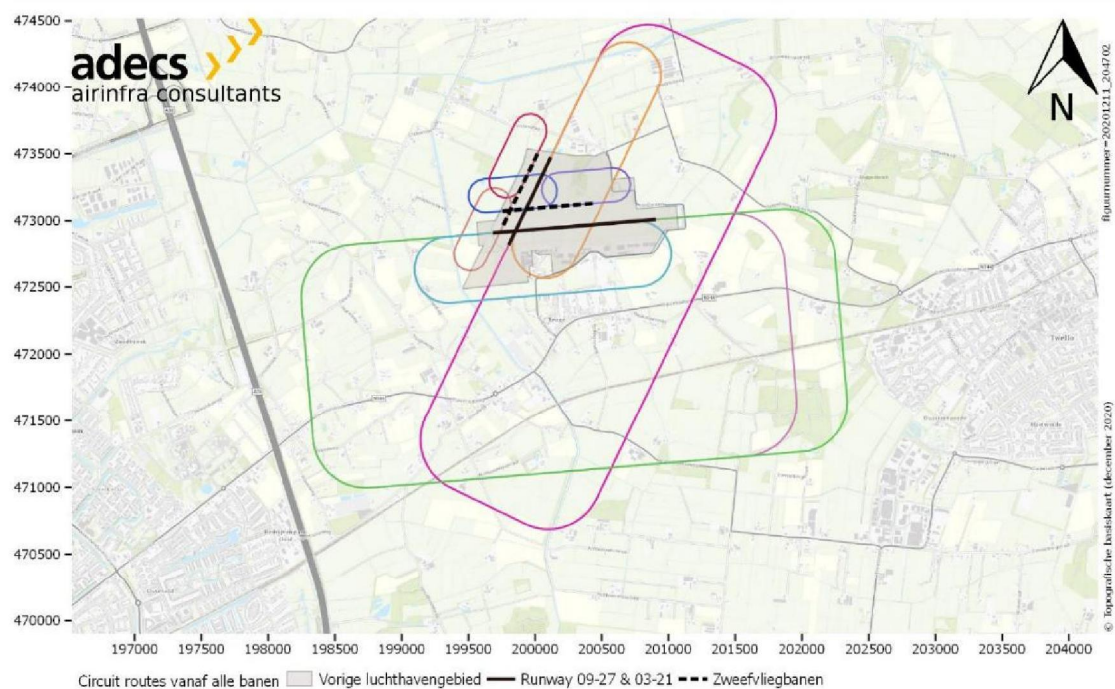 474500
474000
473500
473000
472500
472000
471500
471000
470500
470000
adecs
airinfra consultants
N
figuurnummer=20201211_204702
© Topografische basiskaart (december 2020)
Twello
197000 197500 198000 198500 199000 199500 200000 200500 201000 201500 202000 202500 203000 203500 204000
Circuit routes vanaf alle banen Vorige luchthavengebied Runway 09-27 & 03-21 Zweefvliegbanen